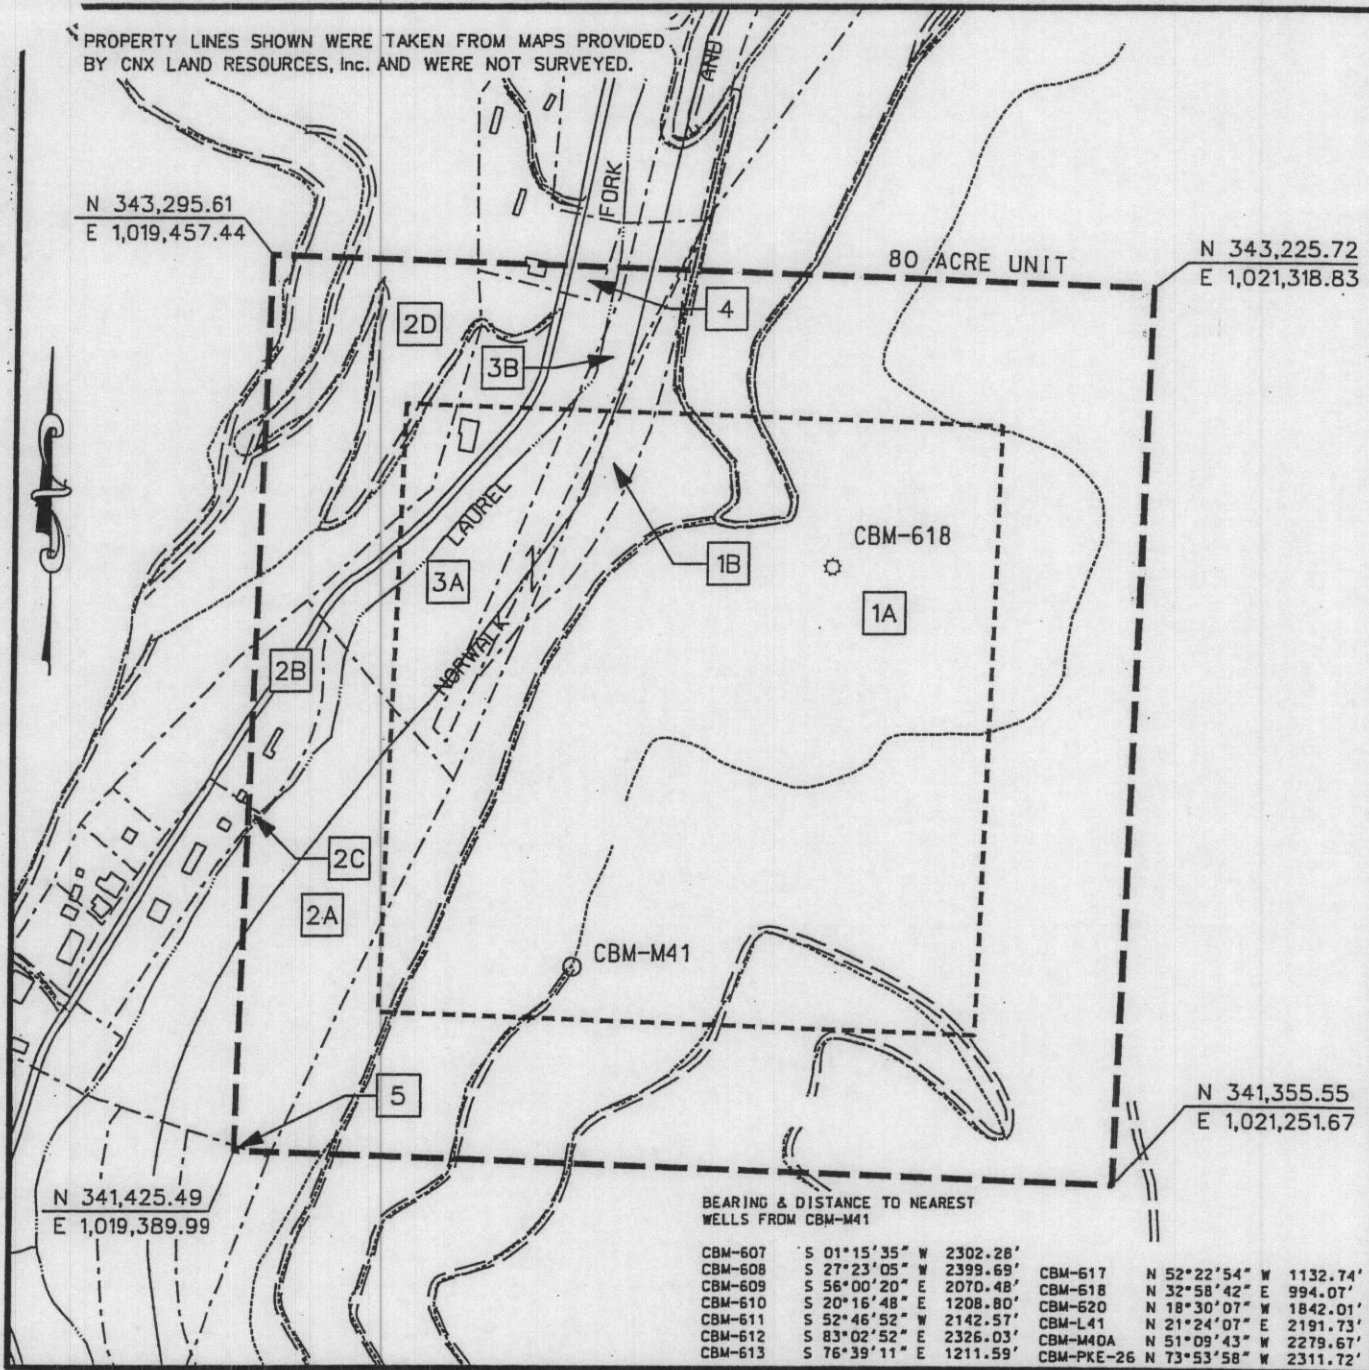 PROPERTY LINES SHOWN WERE TAKEN FROM MAPS PROVIDED
BY CNX LAND RESOURCES, Inc. AND WERE NOT SURVEYED.
AND
FORK
N 343,295.61
E 1,019,457.44
80 ACRE UNIT
N 343,225.72
E 1,021,318.83
4
2D
3B
LAUREL
CBM-618
1B
3A
1A
NORWALK
2B
2C
2A
CBM-M41
5
N 341,355.55
E 1,021,251.67
N 341,425.49
E 1,019,389.99
BEARING & DISTANCE TO NEAREST
WELLS FROM CBM-M41
CBM-607 S 01°15'35" W 2302.28'
CBM-608 S 27°23'05" W 2399.69'
CBM-609 S 56°00'20" E 2070.48'
CBM-610 S 20°16'48" E 1208.80'
CBM-611 S 52°46'52" W 2142.57'
CBM-612 S 83°02'52" E 2326.03'
CBM-613 S 76°39'11" E 1211.59'
CBM-617 N 52°22'54" W 1132.74'
CBM-618 N 32°58'42" E 994.07'
CBM-620 N 18°30'07" W 1842.01'
CBM-L41 N 21°24'07" E 2191.73'
CBM-M40A N 51°09'43" W 2279.67'
CBM-PKE-26 N 73°53'58" W 2311.72'